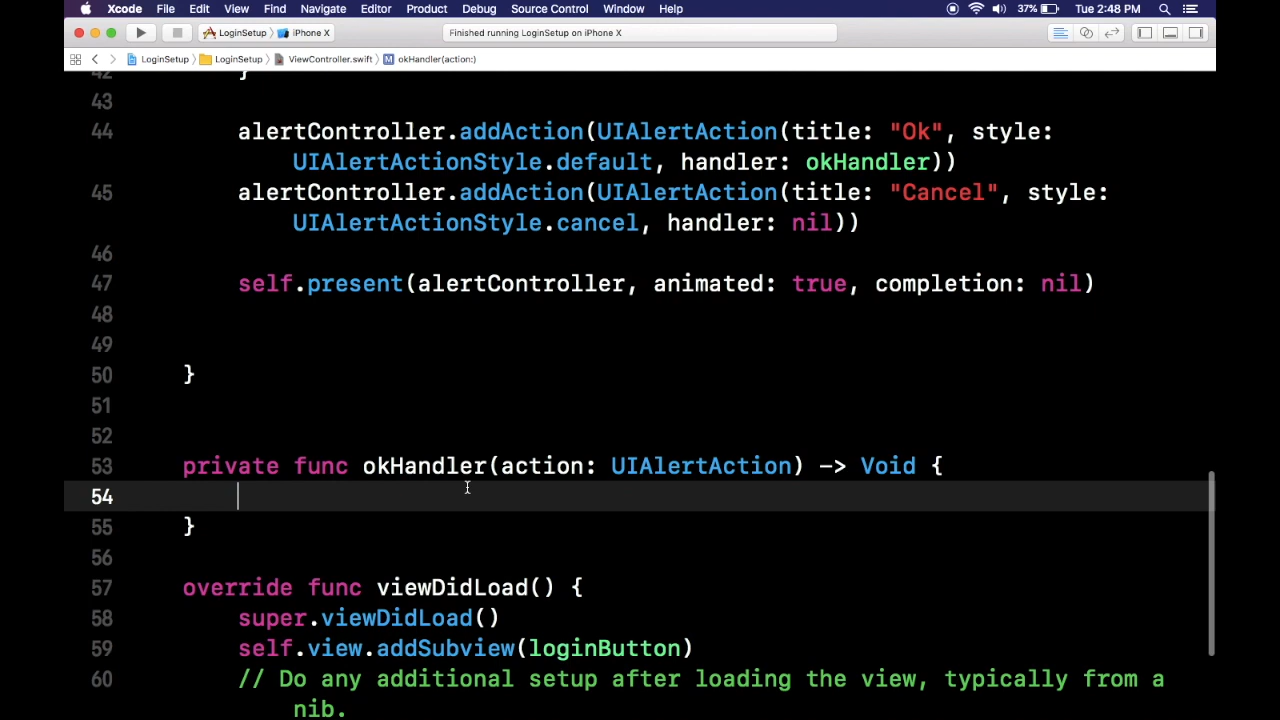 Xcode File Edit View Find Navigate Editor Product Debug Source Control Window Help 37% Tue 2:48 PM
LoginSetup iPhone X Finished running LoginSetup on iPhone X
LoginSetup LoginSetup ViewController.swift M okHandler(action:)
42 }
43
44 alertController.addAction(UIAlertAction(title: "Ok", style:
UIAlertActionStyle.default, handler: okHandler))
45 alertController.addAction(UIAlertAction(title: "Cancel", style:
UIAlertActionStyle.cancel, handler: nil))
46
47 self.present(alertController, animated: true, completion: nil)
48
49
50 }
51
52
53 private func okHandler(action: UIAlertAction) -> Void {
54
55 }
56
57 override func viewDidLoad() {
58 super.viewDidLoad()
59 self.view.addSubview(loginButton)
60 // Do any additional setup after loading the view, typically from a
nib.